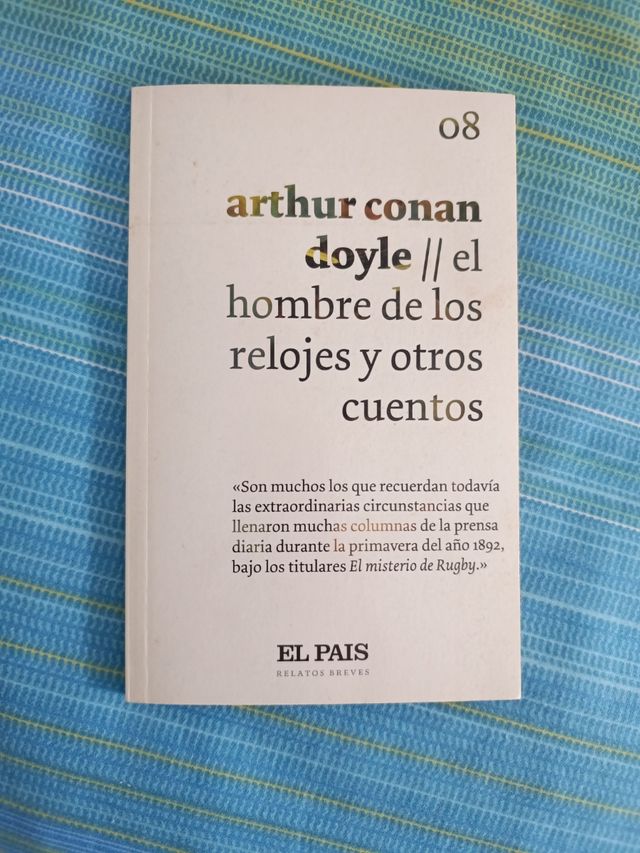 08
arthur conan
doyle // el
hombre de los
relojes y otros
cuentos
«Son muchos los que recuerdan todavía
las extraordinarias circunstancias que
llenaron muchas columnas de la prensa
diaria durante la primavera del año 1892,
bajo los titulares El misterio de Rugby.»
EL PAIS
RELATOS BREVES